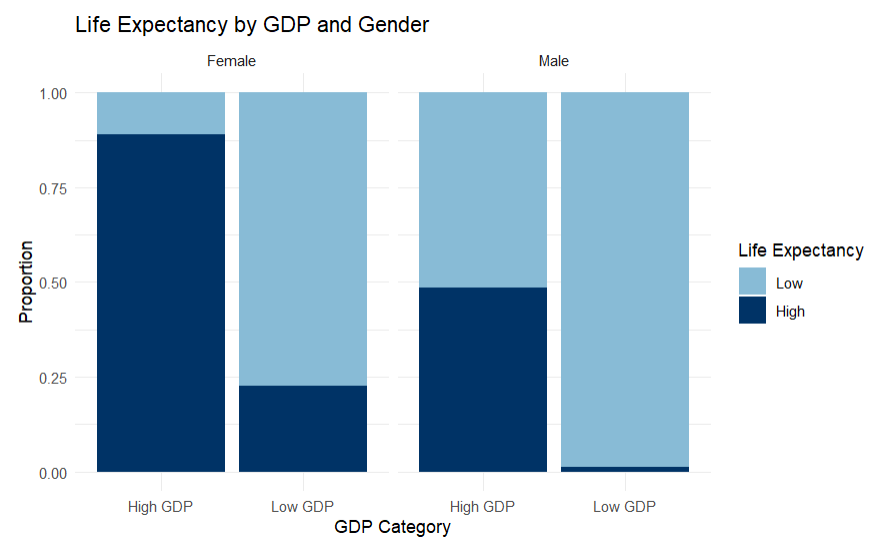 Life Expectancy by GDP and Gender
Female
Male
1.00
0.75
0.50
0.25
0.00
Proportion
High GDP
Low GDP
High GDP
Low GDP
GDP Category
Life Expectancy
Low
High